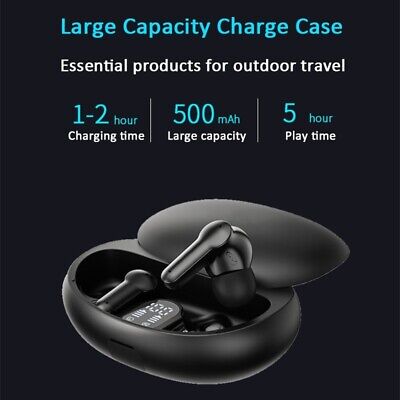 Large Capacity Charge Case
Essential products for outdoor travel
1-2 hour
Charging time
500 mAh
Large capacity
5 hour
Play time